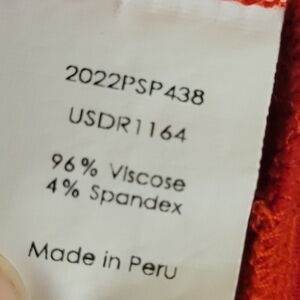 2022PSP438
USDR1164
96% Viscose
4% Spandex
Made in Peru